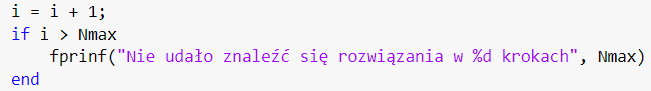 i = i + 1;
if i > Nmax
fprinf("Nie udało znaleźć się rozwiązania w %d krokach", Nmax)
end